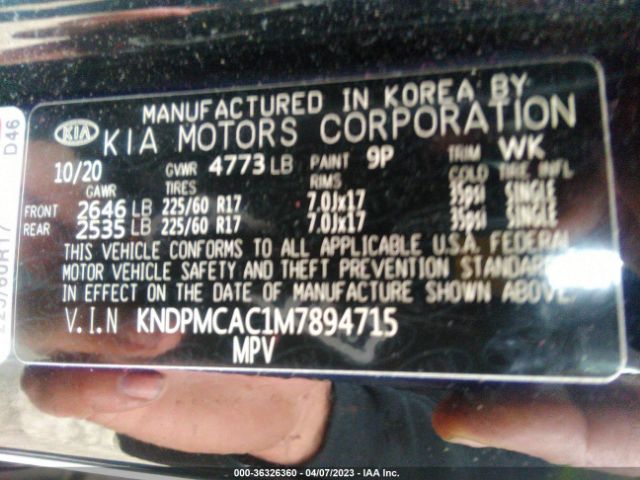 MANUFACTURED IN KOREA BY
KIA KIA MOTORS CORPORATION
10/20 GVWR 4773 LB PAINT 9P TRIM WK
GAWR TIRES RIMS COLD TIRE INFL
FRONT 2646 LB 225/60 R17 7.0Jx17 35psi SINGLE
REAR 2535 LB 225/60 R17 7.0Jx17 35psi SINGLE
THIS VEHICLE CONFORMS TO ALL APPLICABLE U.S.A. FEDERAL
MOTOR VEHICLE SAFETY AND THEFT PREVENTION STANDARDS
IN EFFECT ON THE DATE OF MANUFACTURE SHOWN ABOVE.
V.I.N KNDPMCAC1M7894715
MPV
D46
225/60R17
000-36326360 - 04/07/2023 - IAA Inc.